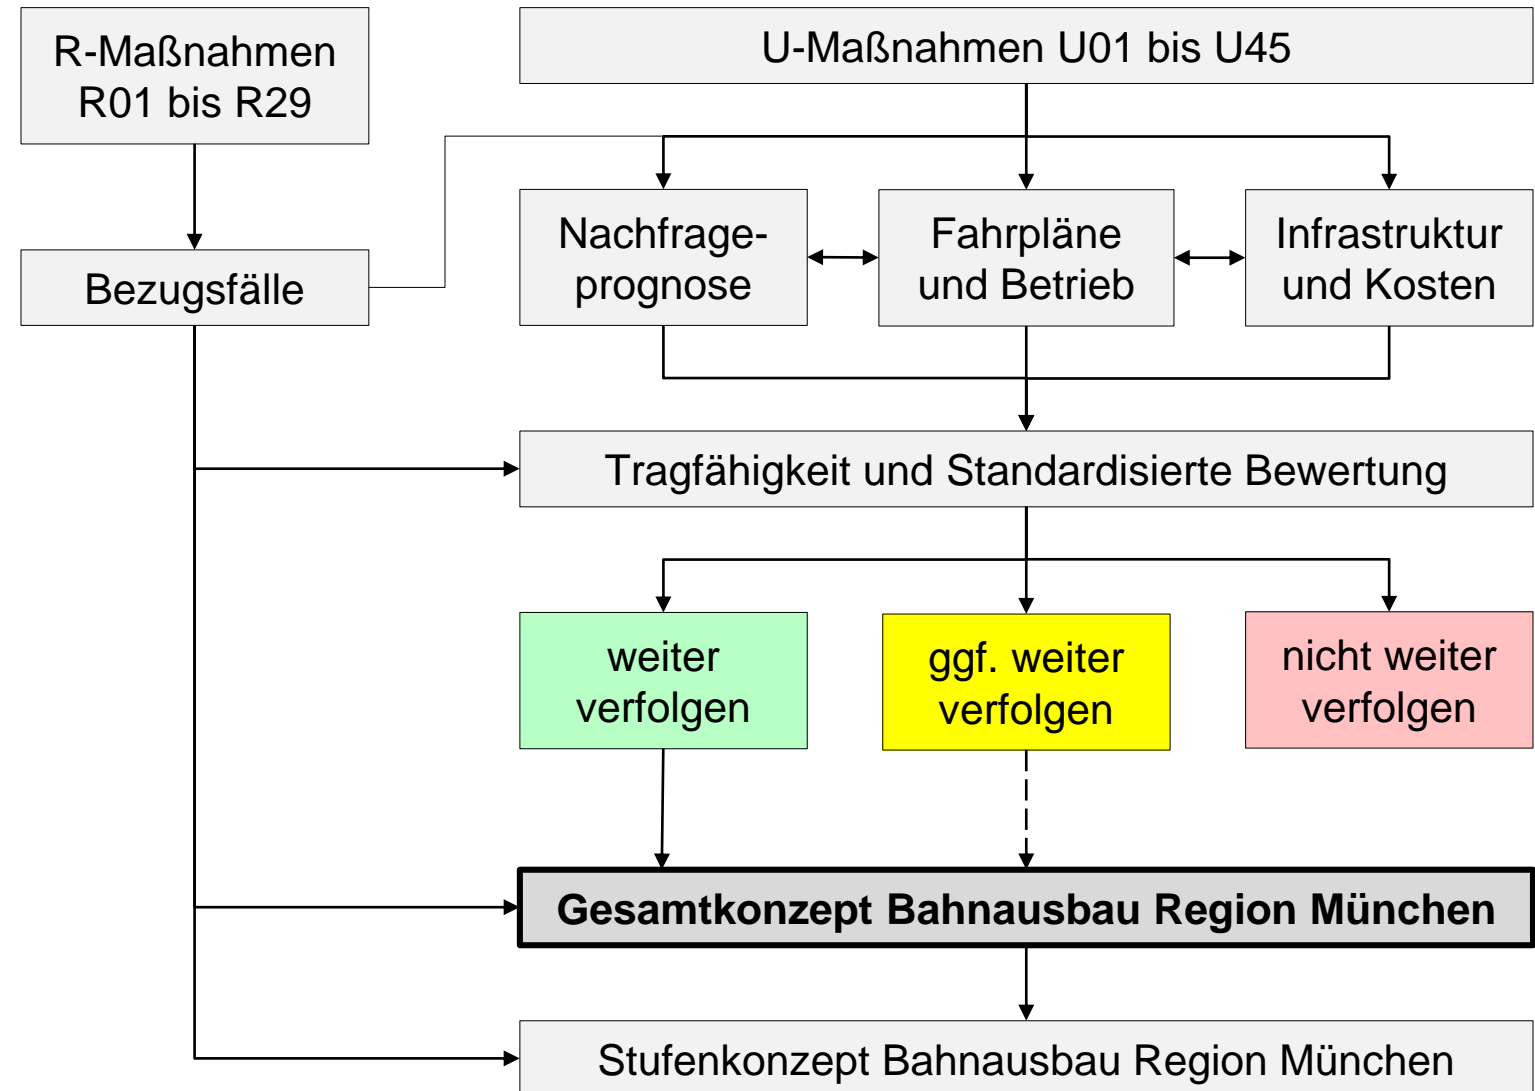 R-Maßnahmen
R01 bis R29
U-Maßnahmen U01 bis U45
Bezugsfälle
Nachfrage-
prognose
Fahrpläne
und Betrieb
Infrastruktur
und Kosten
Tragfähigkeit und Standardisierte Bewertung
weiter
verfolgen
ggf. weiter
verfolgen
nicht weiter
verfolgen
Gesamtkonzept Bahnausbau Region München
Stufenkonzept Bahnausbau Region München